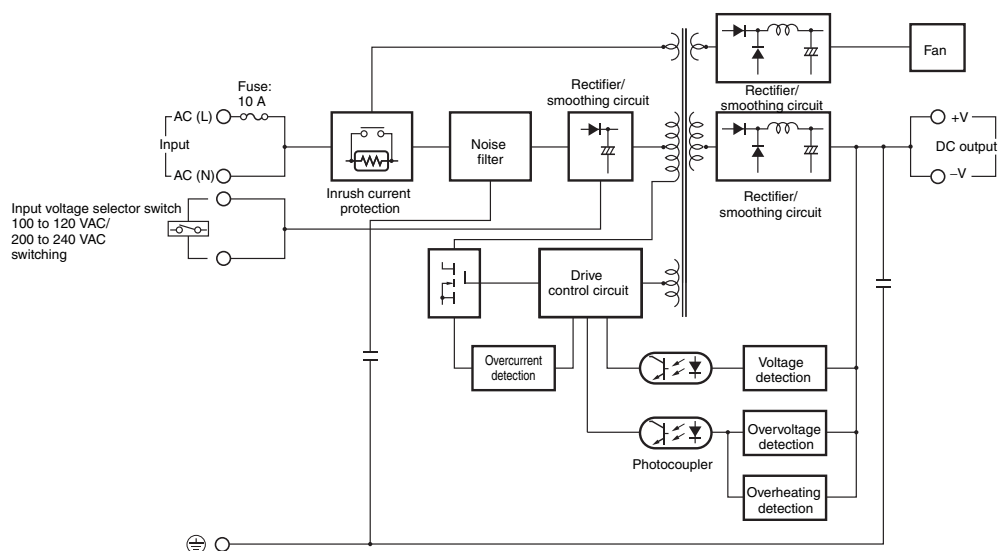 Fuse:
10 A
AC (L)
Input
AC (N)
Input voltage selector switch
100 to 120 VAC/
200 to 240 VAC
switching
Inrush current
protection
Noise
filter
Rectifier/
smoothing circuit
Rectifier/
smoothing circuit
Fan
Rectifier/
smoothing circuit
+V
DC output
–V
Drive
control circuit
Overcurrent
detection
Voltage
detection
Overvoltage
detection
Photocoupler
Overheating
detection